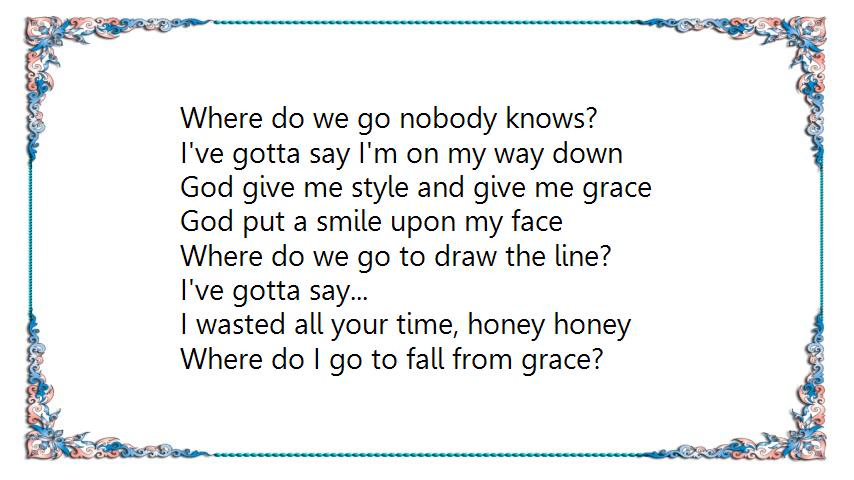 Where do we go nobody knows?
I've gotta say I'm on my way down
God give me style and give me grace
God put a smile upon my face
Where do we go to draw the line?
I've gotta say...
I wasted all your time, honey honey
Where do I go to fall from grace?